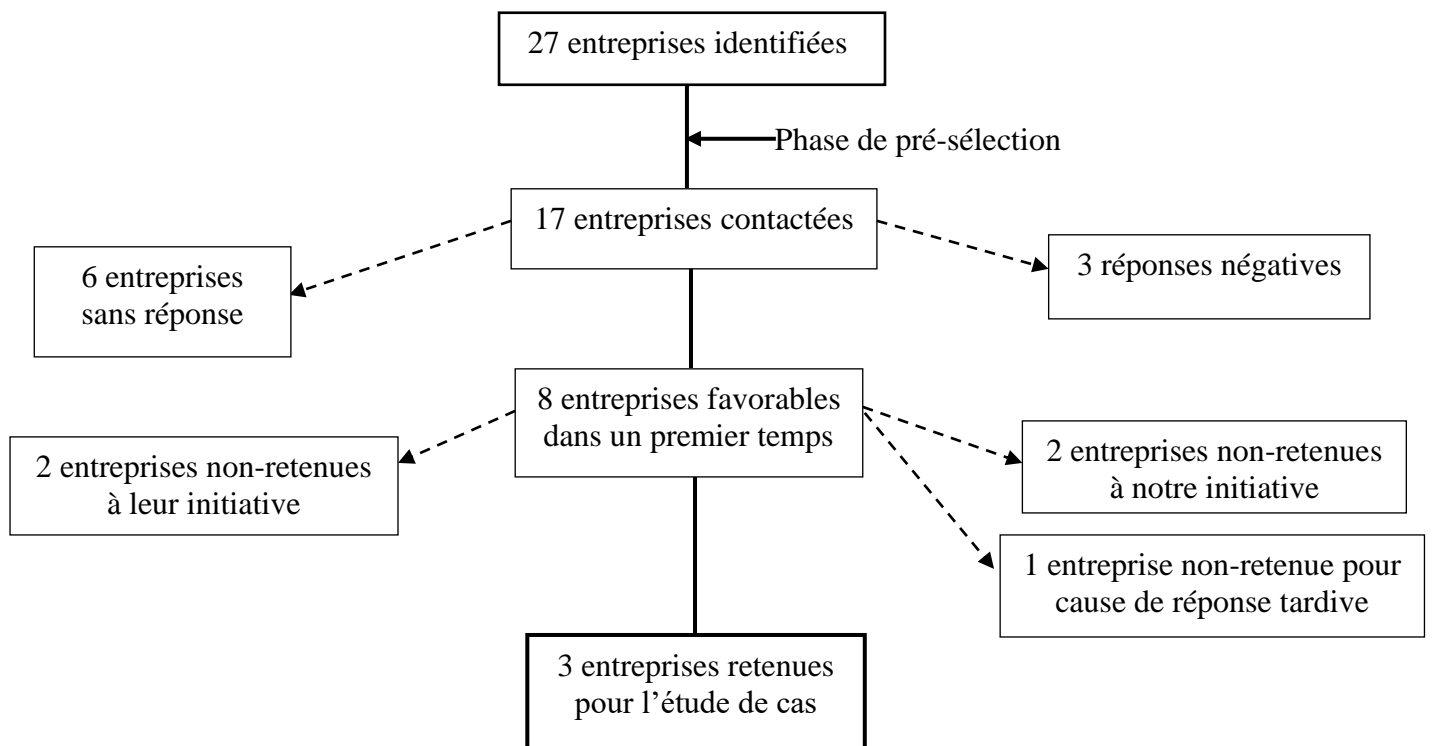 27 entreprises identifiées
Phase de pré-sélection
17 entreprises contactées
6 entreprises
sans réponse
3 réponses négatives
8 entreprises favorables
dans un premier temps
2 entreprises non-retenues
à leur initiative
2 entreprises non-retenues
à notre initiative
1 entreprise non-retenue pour
cause de réponse tardive
3 entreprises retenues
pour l’étude de cas